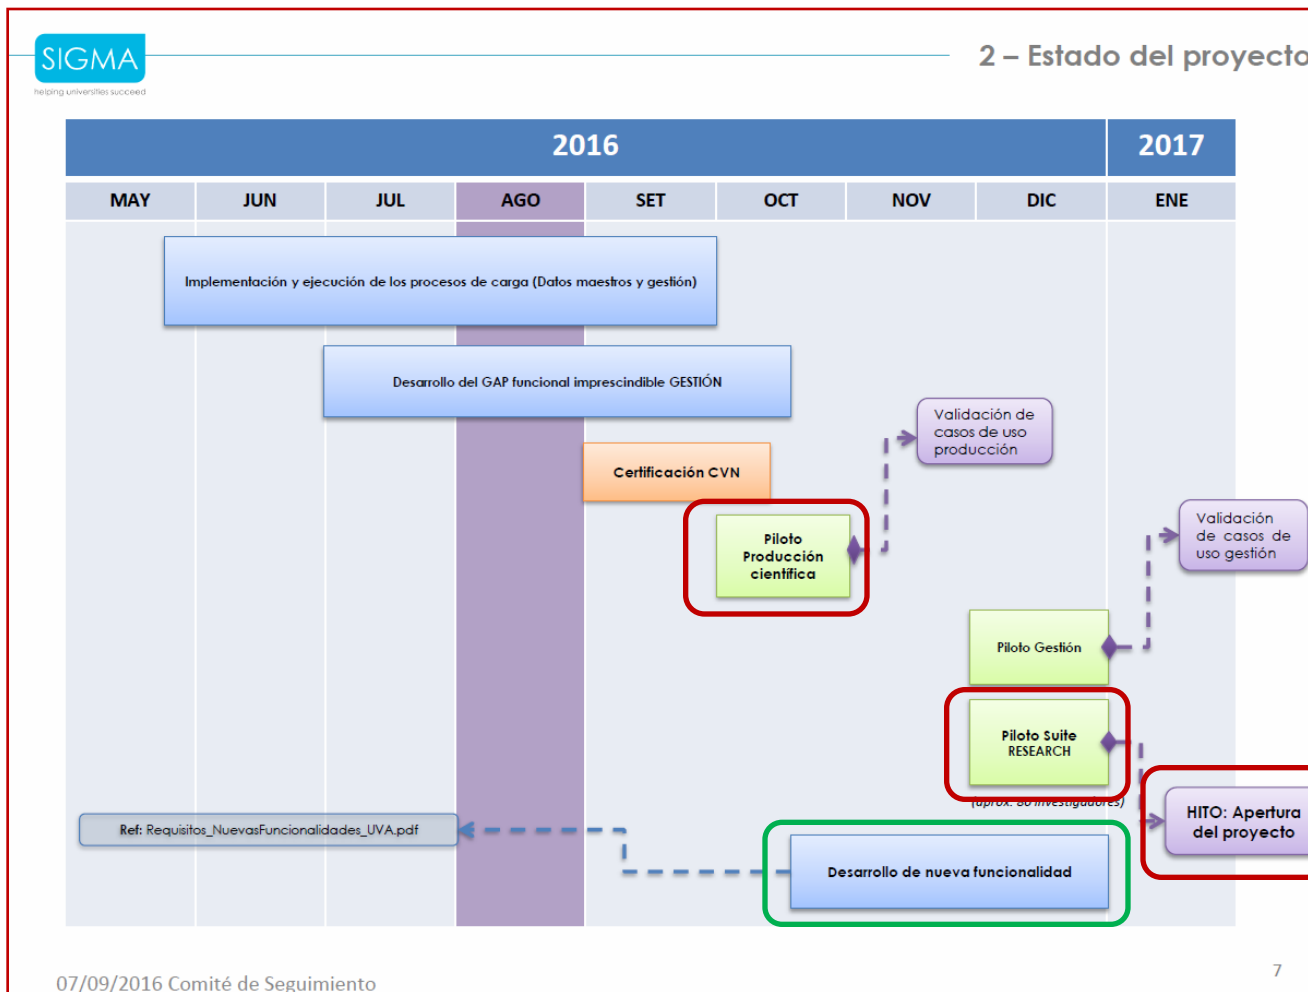 SIGMA
helping universities succeed
2 – Estado del proyecto
2016
2017
MAY
JUN
JUL
AGO
SET
OCT
NOV
DIC
ENE
Implementación y ejecución de los procesos de carga (Datos maestros y gestión)
Desarrollo del GAP funcional imprescindible GESTIÓN
Validación de
casos de uso
producción
Certificación CVN
Piloto
Producción
científica
Validación
de casos de
uso gestión
Piloto Gestión
Piloto Suite
RESEARCH
(aprox. 80 investigadores)
HITO: Apertura
del proyecto
Ref: Requisitos_NuevasFuncionalidades_UVA.pdf
Desarrollo de nueva funcionalidad
07/09/2016 Comité de Seguimiento
7